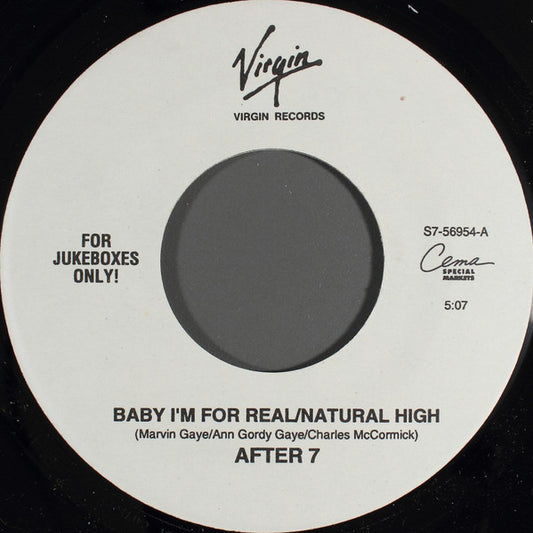 Virgin
VIRGIN RECORDS
FOR
JUKEBOXES
ONLY!
S7-56954-A
Cema
SPECIAL
MARKETS
5:07
BABY I'M FOR REAL/NATURAL HIGH
(Marvin Gaye/Ann Gordy Gaye/Charles McCormick)
AFTER 7